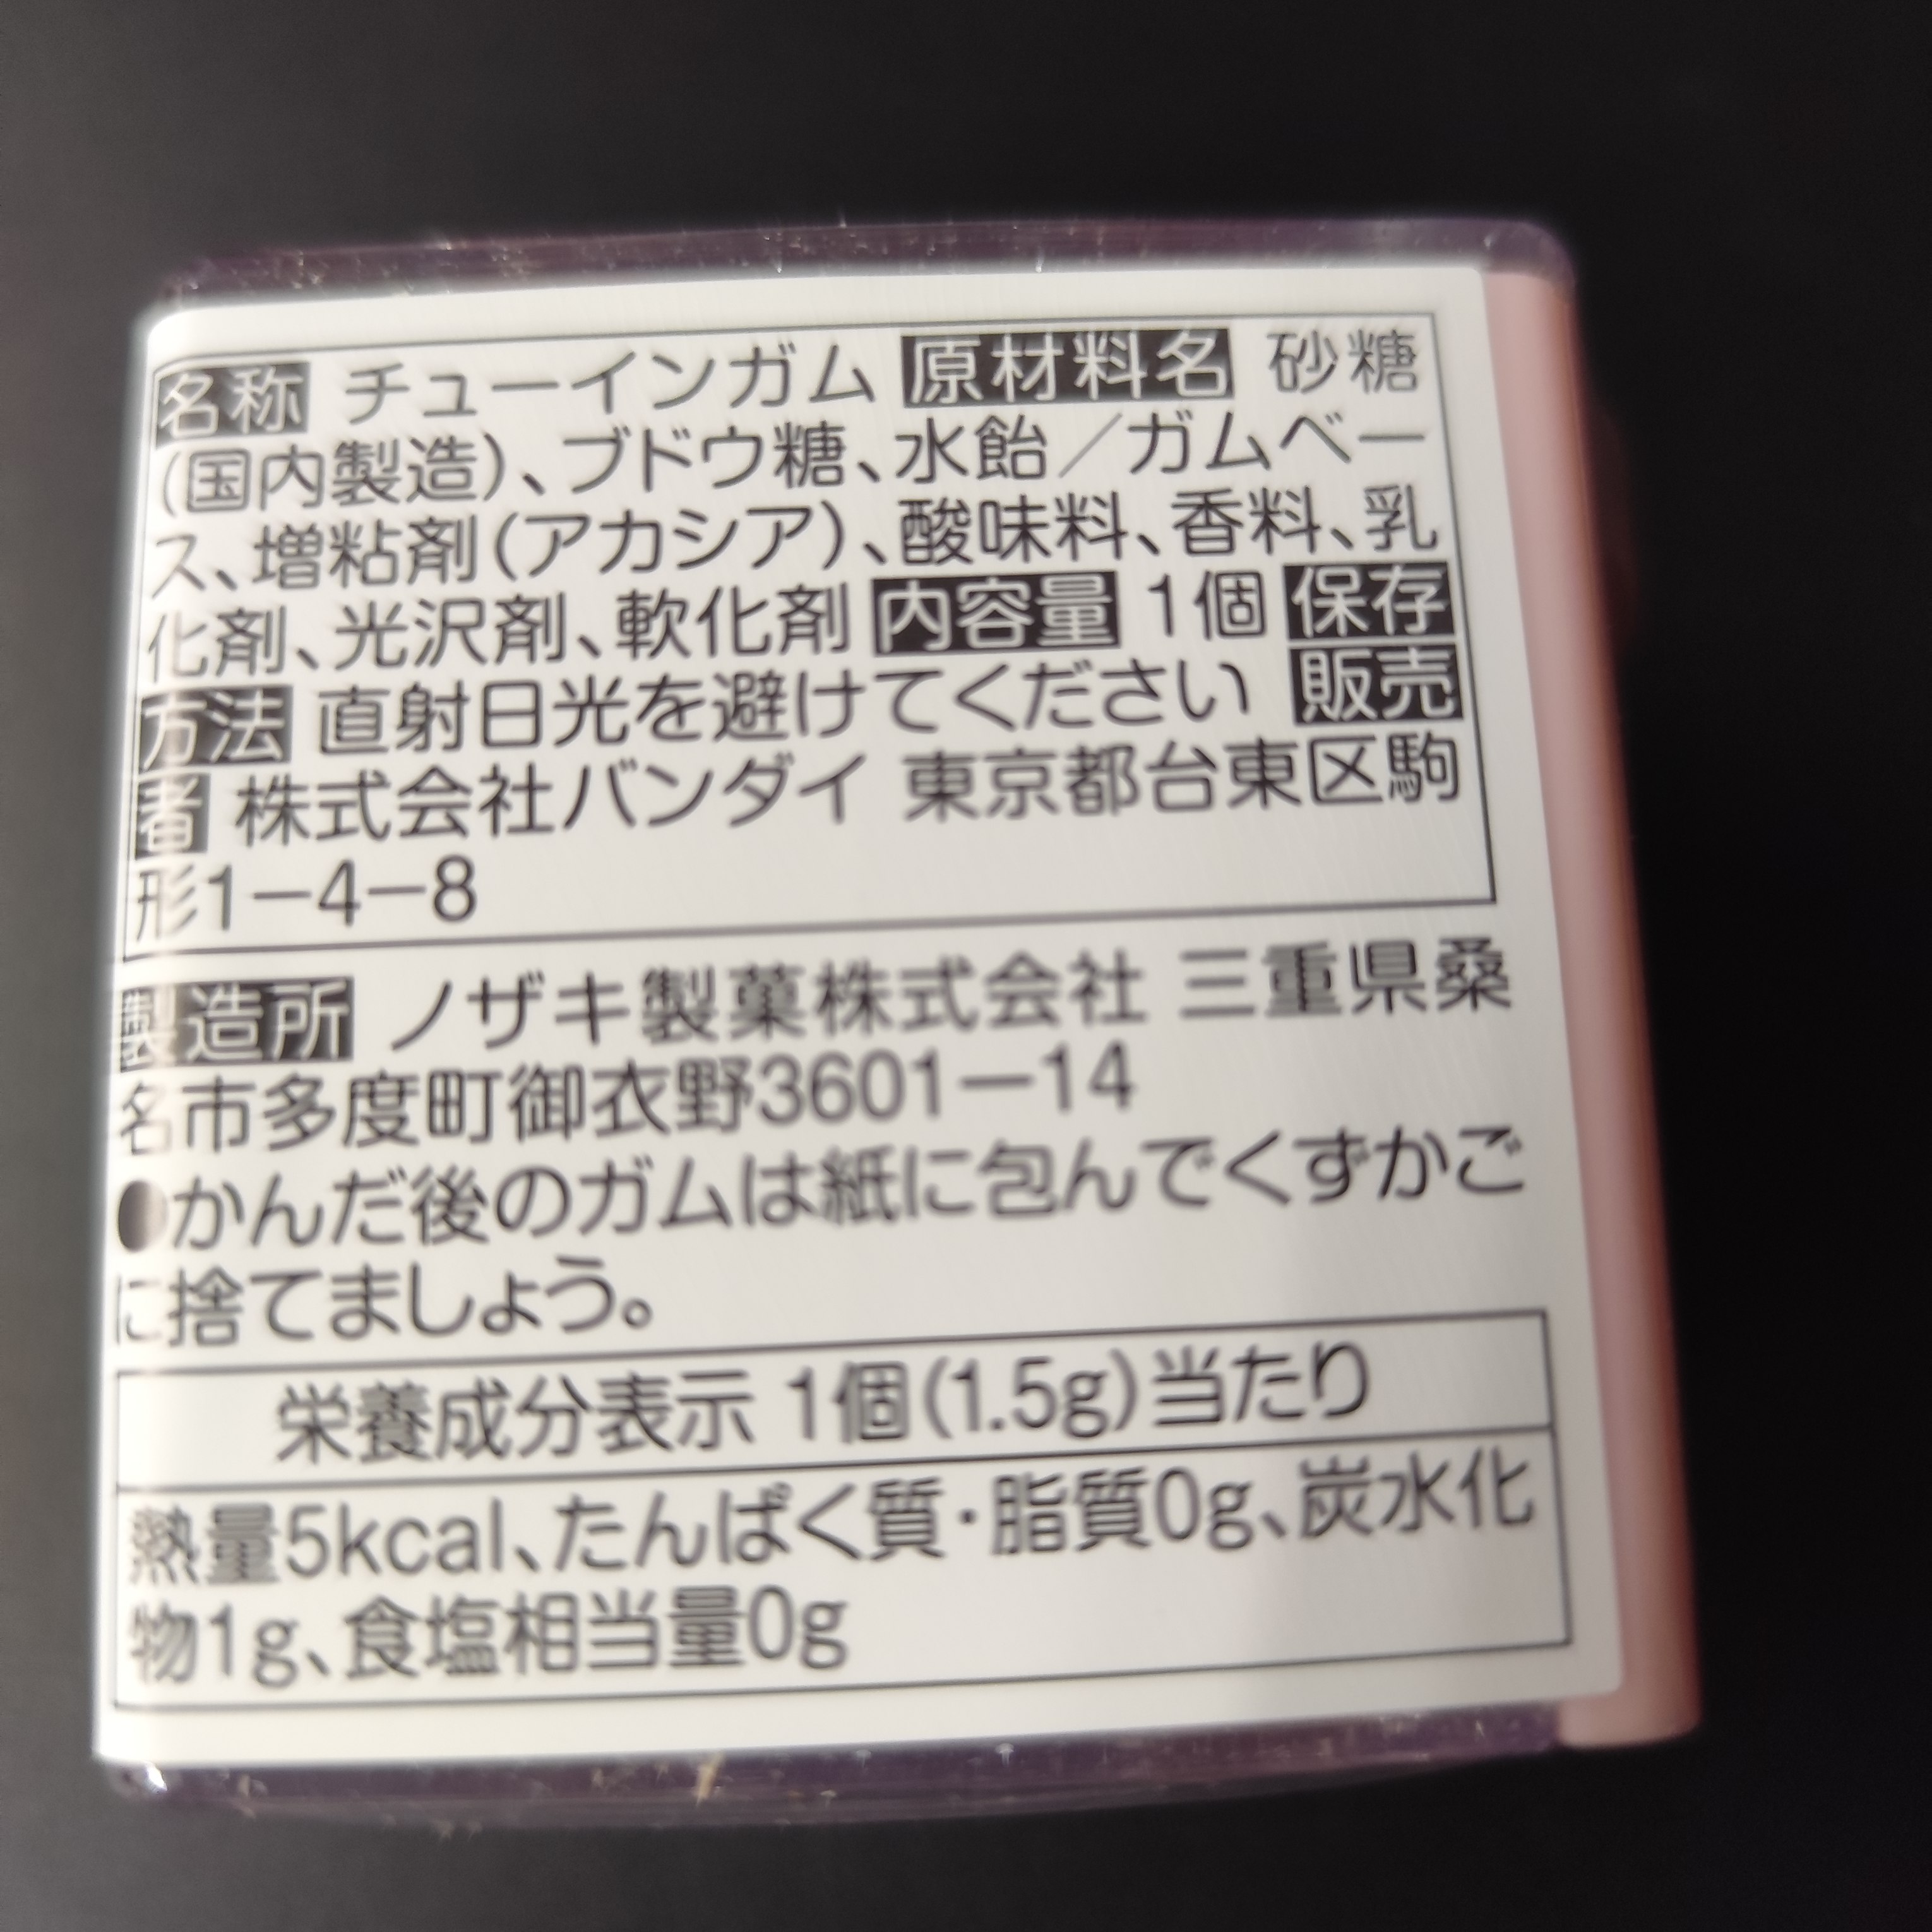 名称 チューインガム 原材料名 砂糖
(国内製造)、ブドウ糖、水飴／ガムベー
ス、増粘剤(アカシア)、酸味料、香料、乳
化剤、光沢剤、軟化剤 内容量 1個 保存
方法 直射日光を避けてください 販売
者 株式会社バンダイ 東京都台東区駒
形1－4－8
製造所 ノザキ製菓株式会社 三重県桑
名市多度町御衣野3601－14
●かんだ後のガムは紙に包んでくずかご
に捨てましょう。
栄養成分表示 1個(1.5g)当たり
熱量5kcal、たんぱく質・脂質0g、炭水化
物1g、食塩相当量0g